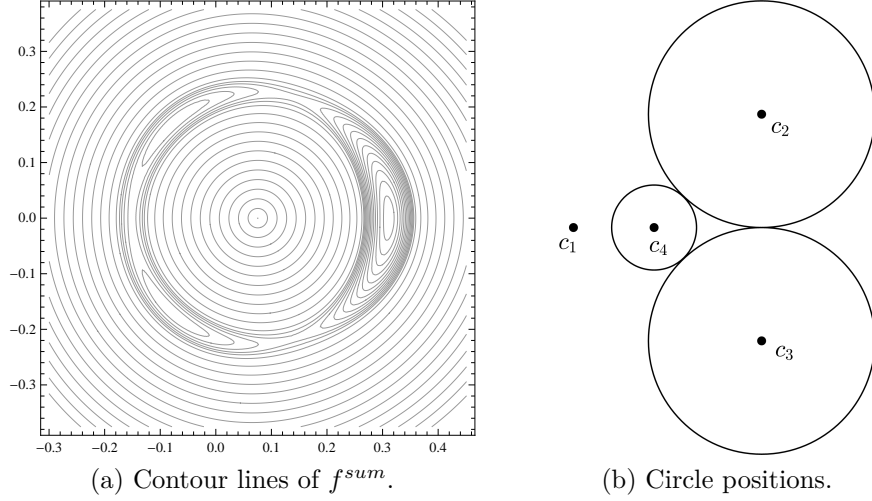 0.3
0.2
0.1
0.0
−0.1
−0.2
−0.3
−0.3 −0.2 −0.1 0.0 0.1 0.2 0.3 0.4
c₂
c₁
c₄
c₃
(a) Contour lines of f^{sum}.
(b) Circle positions.